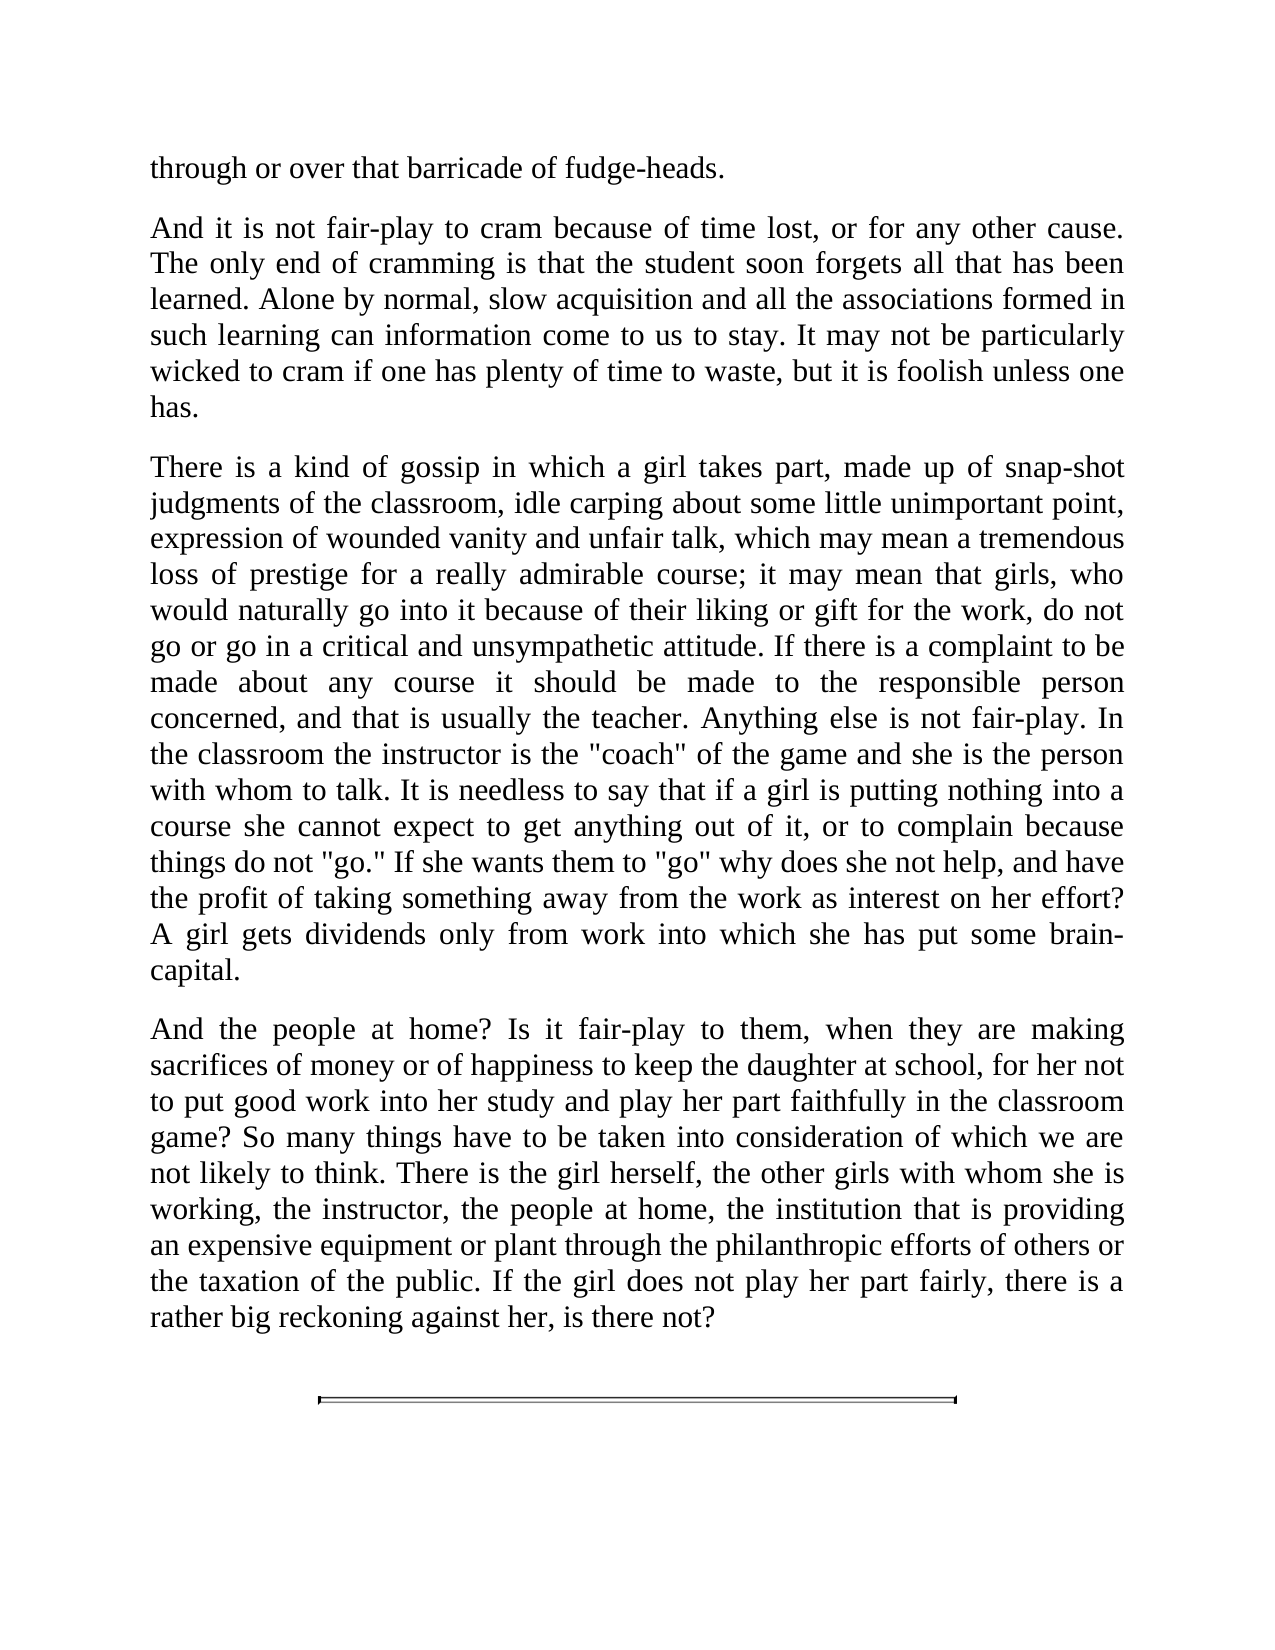 through or over that barricade of fudge-heads.
And it is not fair-play to cram because of time lost, or for any other cause.
The only end of cramming is that the student soon forgets all that has been
learned. Alone by normal, slow acquisition and all the associations formed in
such learning can information come to us to stay. It may not be particularly
wicked to cram if one has plenty of time to waste, but it is foolish unless one
has.
There is a kind of gossip in which a girl takes part, made up of snap-shot
judgments of the classroom, idle carping about some little unimportant point,
expression of wounded vanity and unfair talk, which may mean a tremendous
loss of prestige for a really admirable course; it may mean that girls, who
would naturally go into it because of their liking or gift for the work, do not
go or go in a critical and unsympathetic attitude. If there is a complaint to be
made about any course it should be made to the responsible person
concerned, and that is usually the teacher. Anything else is not fair-play. In
the classroom the instructor is the "coach" of the game and she is the person
with whom to talk. It is needless to say that if a girl is putting nothing into a
course she cannot expect to get anything out of it, or to complain because
things do not "go." If she wants them to "go" why does she not help, and have
the profit of taking something away from the work as interest on her effort?
A girl gets dividends only from work into which she has put some brain-
capital.
And the people at home? Is it fair-play to them, when they are making
sacrifices of money or of happiness to keep the daughter at school, for her not
to put good work into her study and play her part faithfully in the classroom
game? So many things have to be taken into consideration of which we are
not likely to think. There is the girl herself, the other girls with whom she is
working, the instructor, the people at home, the institution that is providing
an expensive equipment or plant through the philanthropic efforts of others or
the taxation of the public. If the girl does not play her part fairly, there is a
rather big reckoning against her, is there not?